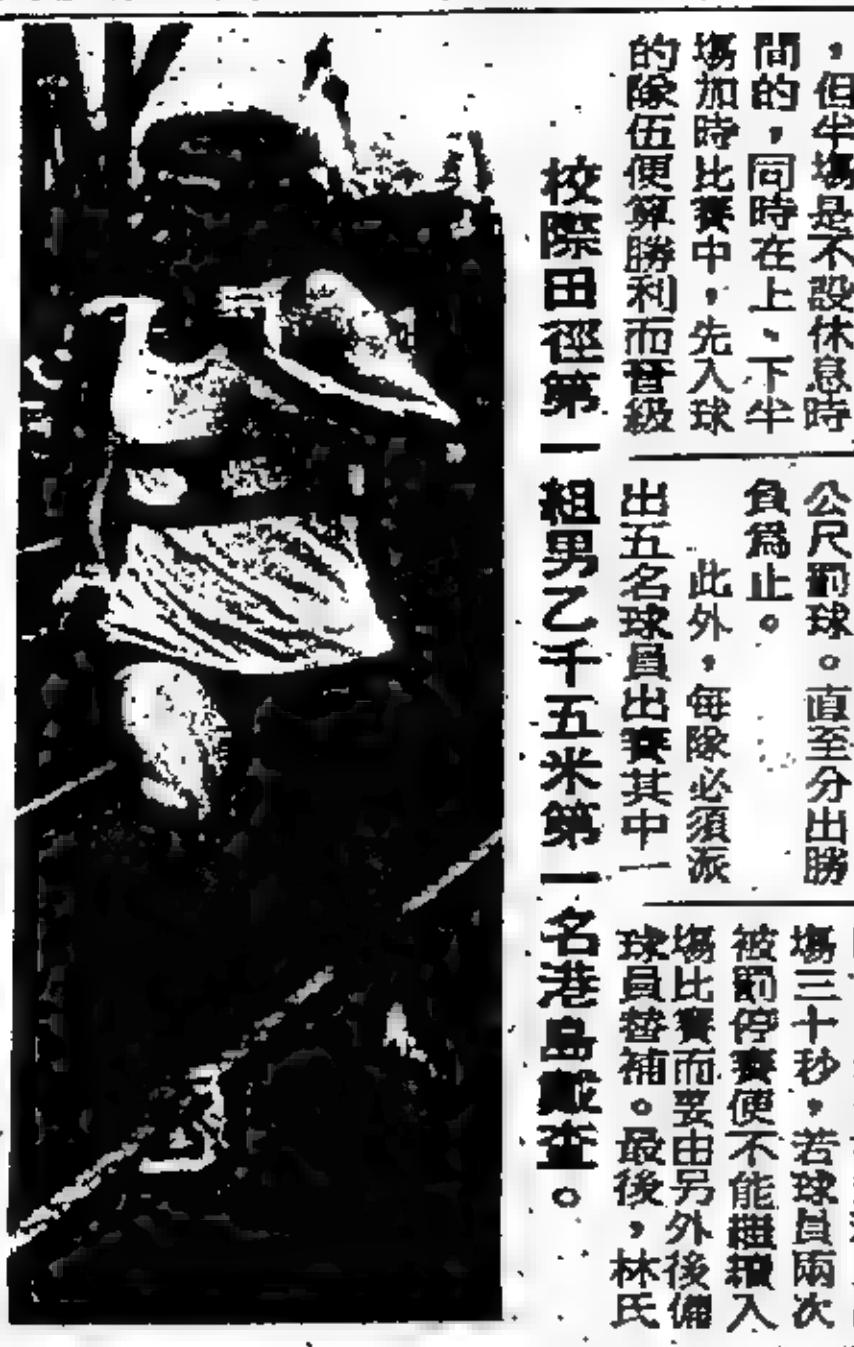 ，但半場是不設休息時
間的，同時在上、下半
場加時比賽中，先入球
的隊伍便算勝利而晉級
公尺罰球。直至分出勝
負爲止。
此外，每隊必須派
出五名球員出賽其中一
場三十秒，若球員兩次
被罰停賽便不能繼續入
場比賽而要由另外後備
球員替補。最後，林氏
校際田徑第一組男乙千五米第一名港島戴查。